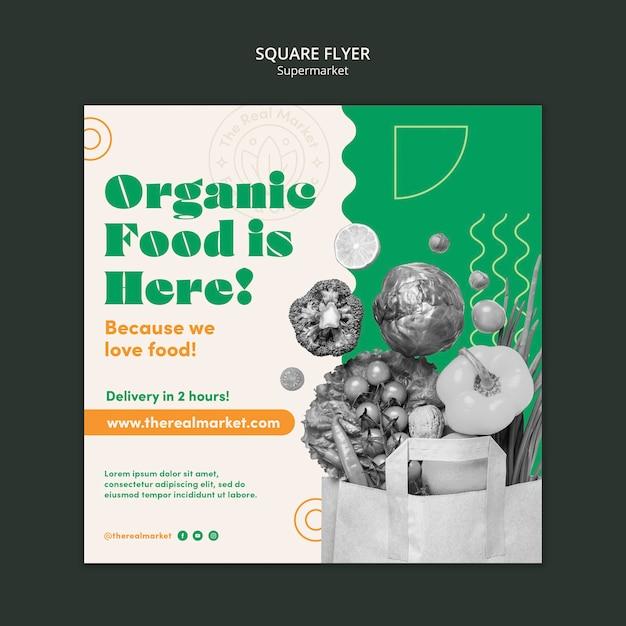 SQUARE FLYER
Supermarket
The Real Market
Organic
Food is
Here!
Because we
love food!
Delivery in 2 hours!
www.therealmarket.com
Lorem ipsum dolor sit amet,
consectetur adipiscing elit, sed do
eiusmod tempor incididunt ut labore.
@therealmarket